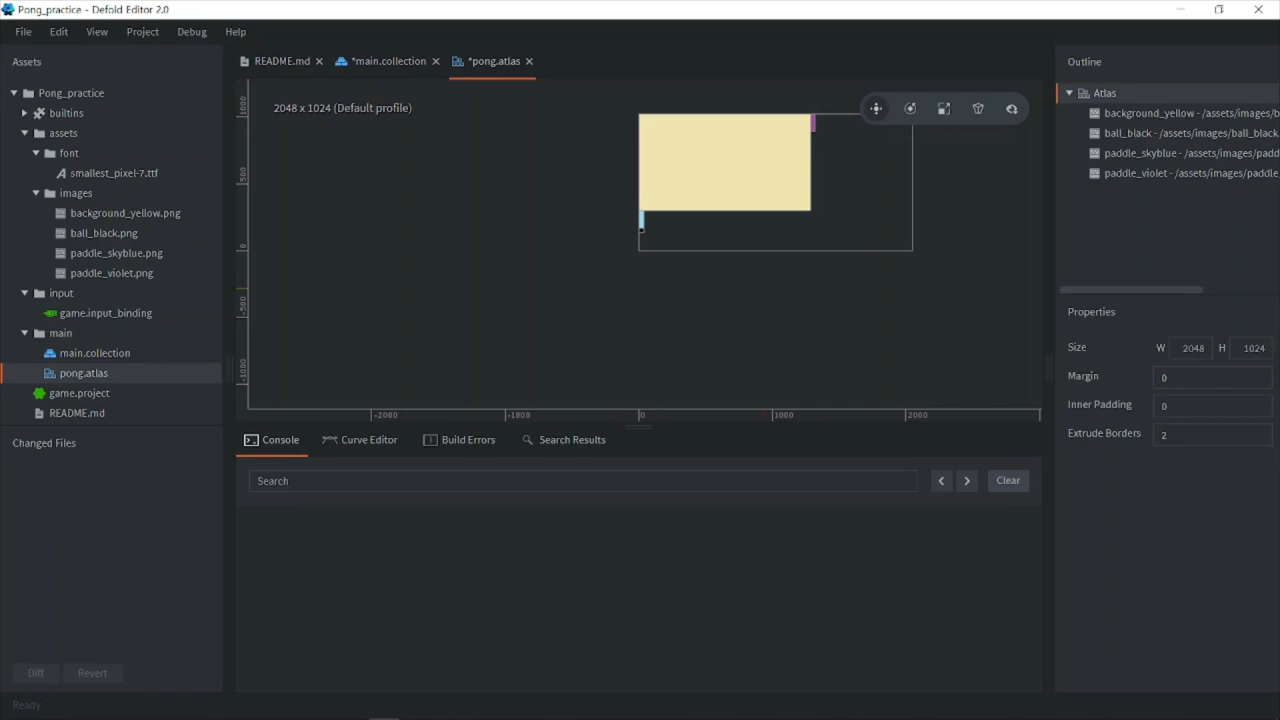 Pong_practice - Defold Editor 2.0
File Edit View Project Debug Help
Assets
Pong_practice
builtins
assets
font
smallest_pixel-7.ttf
images
background_yellow.png
ball_black.png
paddle_skyblue.png
paddle_violet.png
input
game.input_binding
main
main.collection
pong.atlas
game.project
README.md
Changed Files
Diff Revert
Ready
README.md *main.collection *pong.atlas
2048 x 1024 (Default profile)
1000
500
0
-500
-1000
-2000 -1000 0 1000 2000
Console Curve Editor Build Errors Search Results
Search
Clear
Outline
Atlas
background_yellow - /assets/images/b
ball_black - /assets/images/ball_black.
paddle_skyblue - /assets/images/padd
paddle_violet - /assets/images/paddle_
Properties
Size W 2048 H 1024
Margin 0
Inner Padding 0
Extrude Borders 2